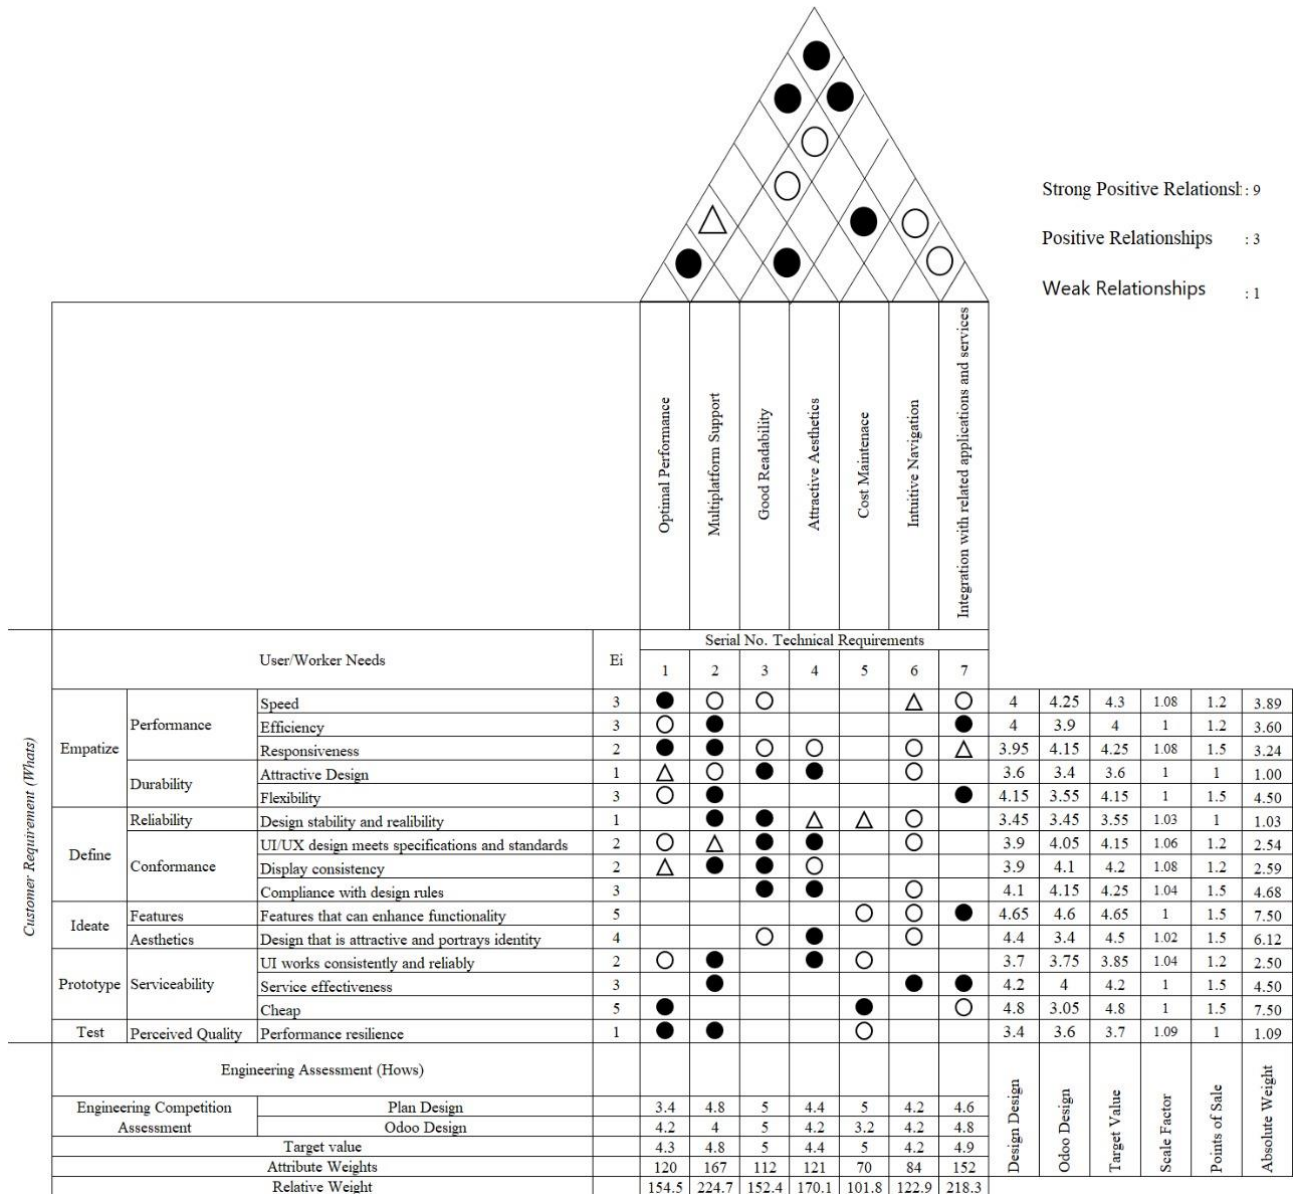 Strong Positive Relationsl: 9
Positive Relationships : 3
Weak Relationships : 1
Optimal Performance
Multiplatform Support
Good Readability
Attractive Aesthetics
Cost Maintenace
Intuitive Navigation
Integration with related applications and services
Customer Requirement (Whats)
User/Worker Needs Ei Serial No. Technical Requirements
1 2 3 4 5 6 7
Empatize Performance Speed 3 4 4.25 4.3 1.08 1.2 3.89
Efficiency 3 4 3.9 4 1 1.2 3.60
Responsiveness 2 3.95 4.15 4.25 1.08 1.5 3.24
Durability Attractive Design 1 3.6 3.4 3.6 1 1 1.00
Flexibility 3 4.15 3.55 4.15 1 1.5 4.50
Define Reliability Design stability and realibility 1 3.45 3.45 3.55 1.03 1 1.03
Conformance UI/UX design meets specifications and standards 2 3.9 4.05 4.15 1.06 1.2 2.54
Display consistency 2 3.9 4.1 4.2 1.08 1.2 2.59
Compliance with design rules 3 4.1 4.15 4.25 1.04 1.5 4.68
Ideate Features Features that can enhance functionality 5 4.65 4.6 4.65 1 1.5 7.50
Aesthetics Design that is attractive and portrays identity 4 4.4 3.4 4.5 1.02 1.5 6.12
Prototype Serviceability UI works consistently and reliably 2 3.7 3.75 3.85 1.04 1.2 2.50
Service effectiveness 3 4.2 4 4.2 1 1.5 4.50
Cheap 5 4.8 3.05 4.8 1 1.5 7.50
Test Perceived Quality Performance resilience 1 3.4 3.6 3.7 1.09 1 1.09
Engineering Assessment (Hows)
Engineering Competition Assessment Plan Design 3.4 4.8 5 4.4 5 4.2 4.6
Odoo Design 4.2 4 5 4.2 3.2 4.2 4.8
Target value 4.3 4.8 5 4.4 5 4.2 4.9
Attribute Weights 120 167 112 121 70 84 152
Relative Weight 154.5 224.7 152.4 170.1 101.8 122.9 218.3
Design Design
Odoo Design
Target Value
Scale Factor
Points of Sale
Absolute Weight